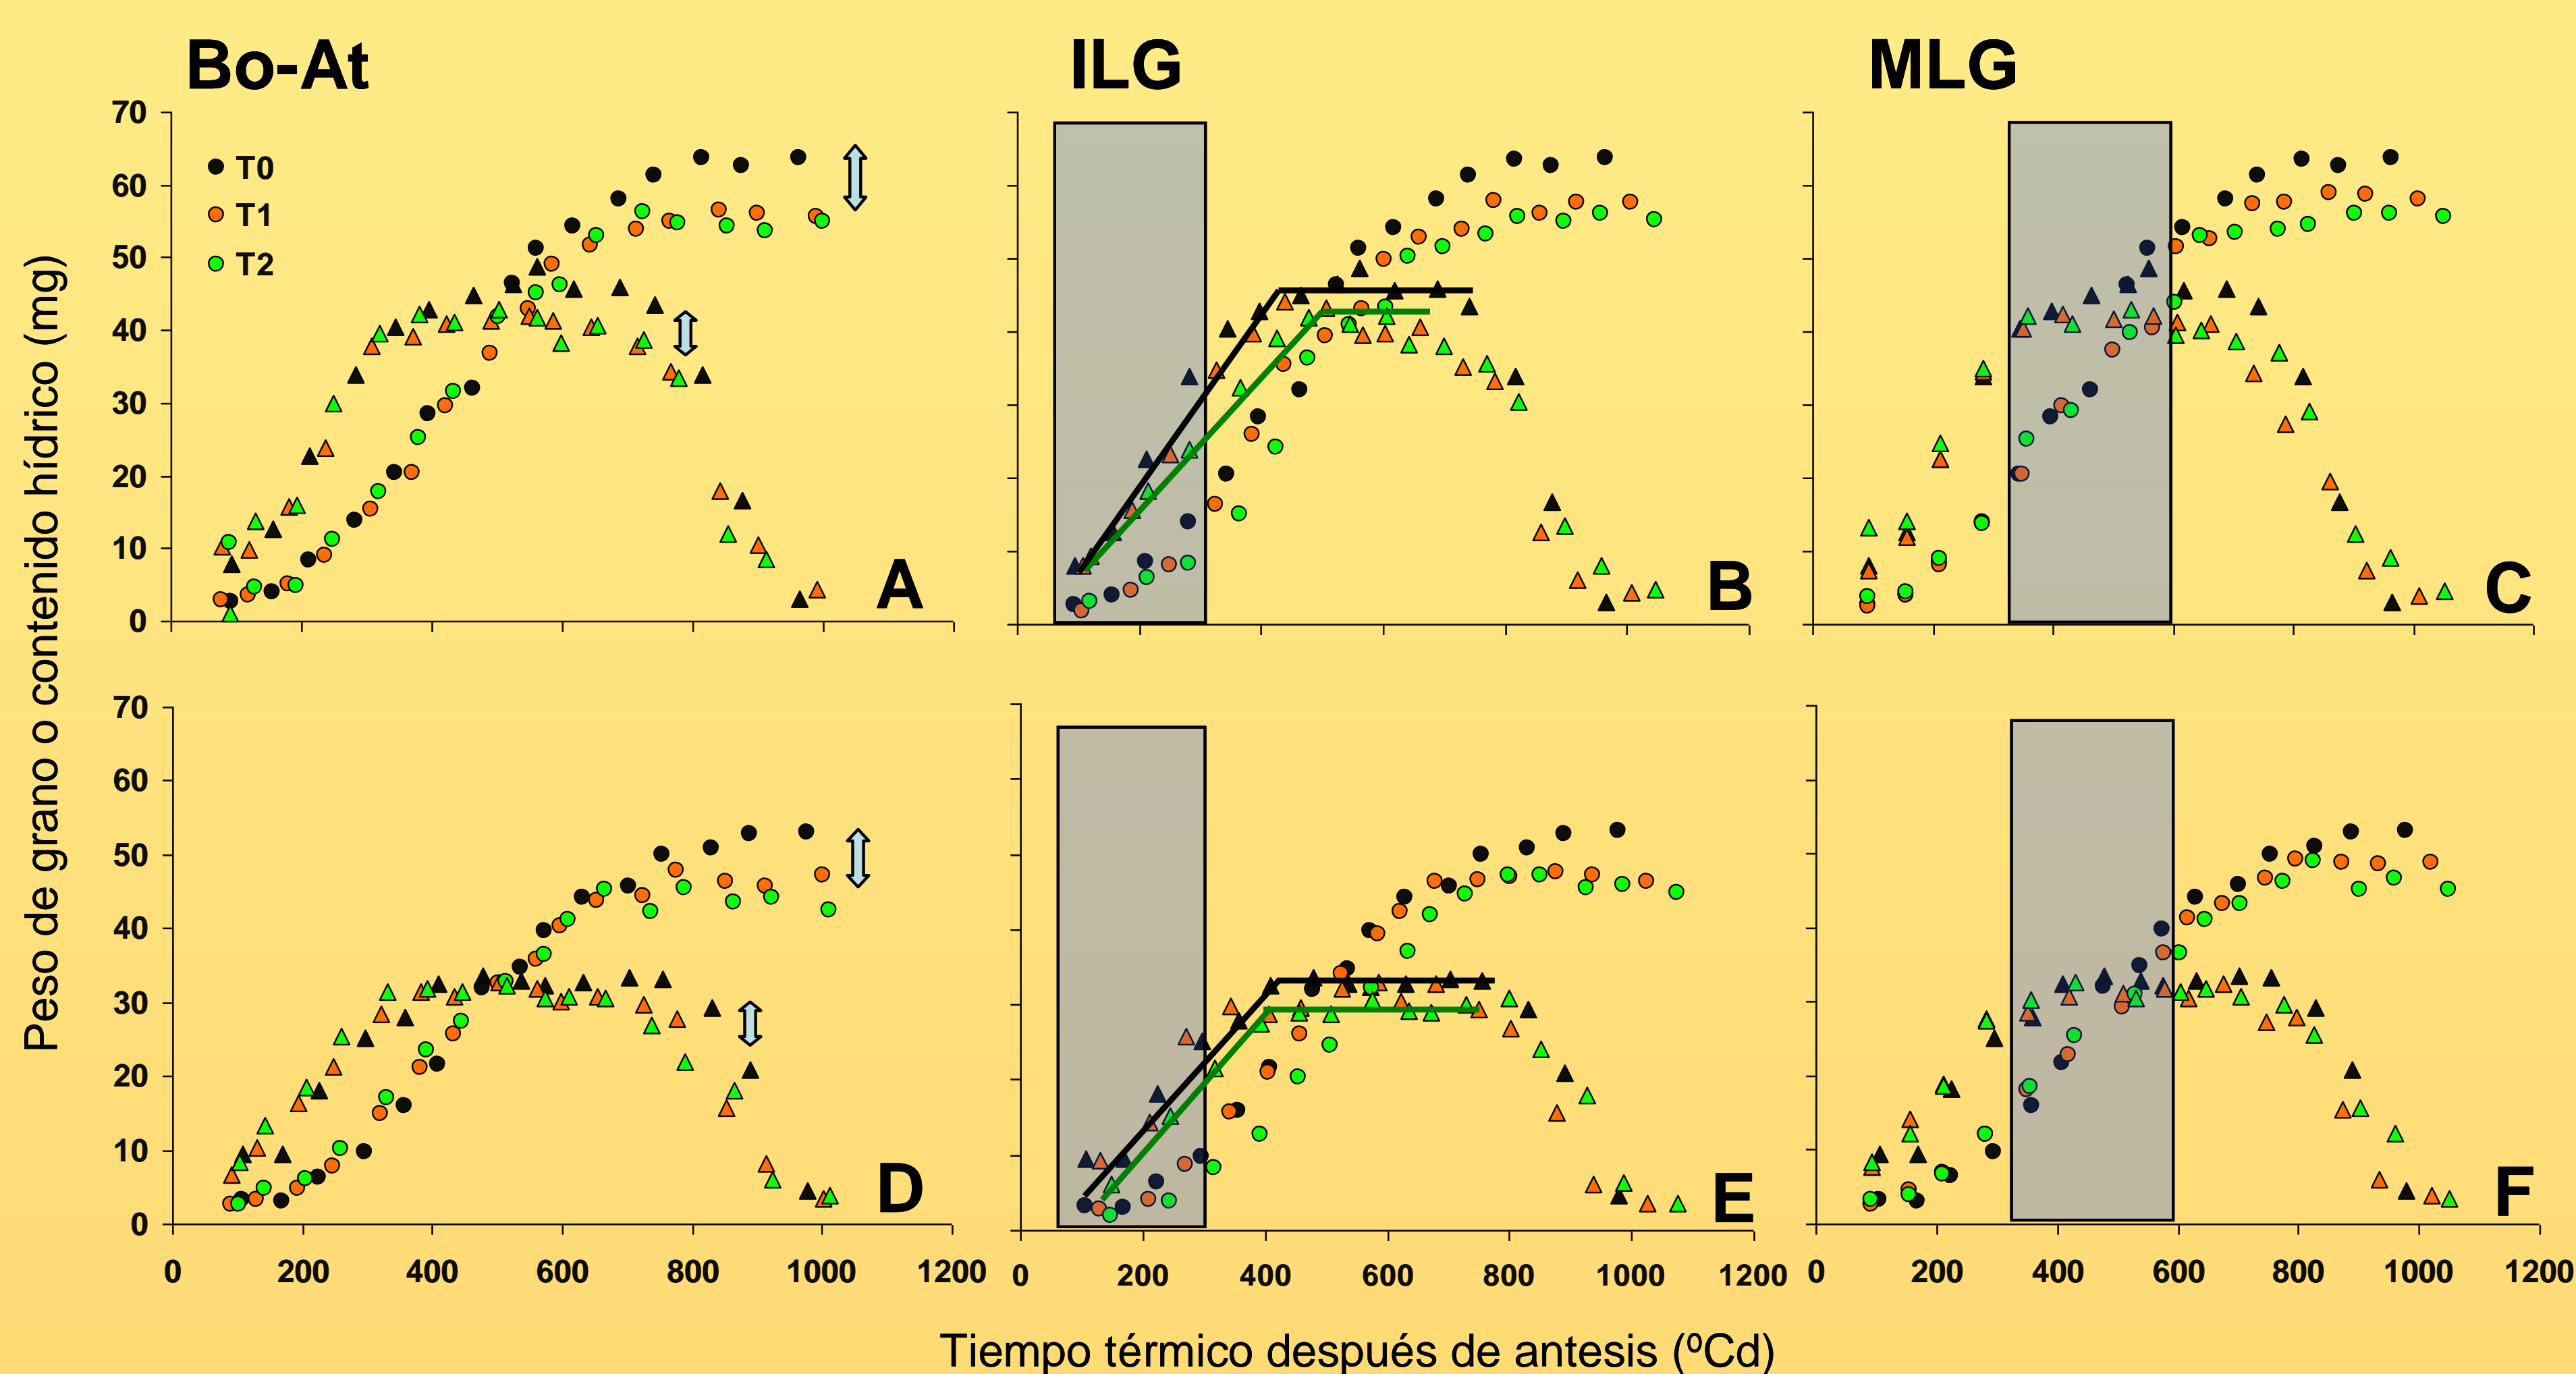 Bo-At
ILG
MLG
Peso de grano o contenido hídrico (mg)
70
60
50
40
30
20
10
0
T0
T1
T2
A
B
C
70
60
50
40
30
20
10
0
D
E
F
0 200 400 600 800 1000 1200
0 200 400 600 800 1000 1200
0 200 400 600 800 1000 1200
Tiempo térmico después de antesis (ºCd)